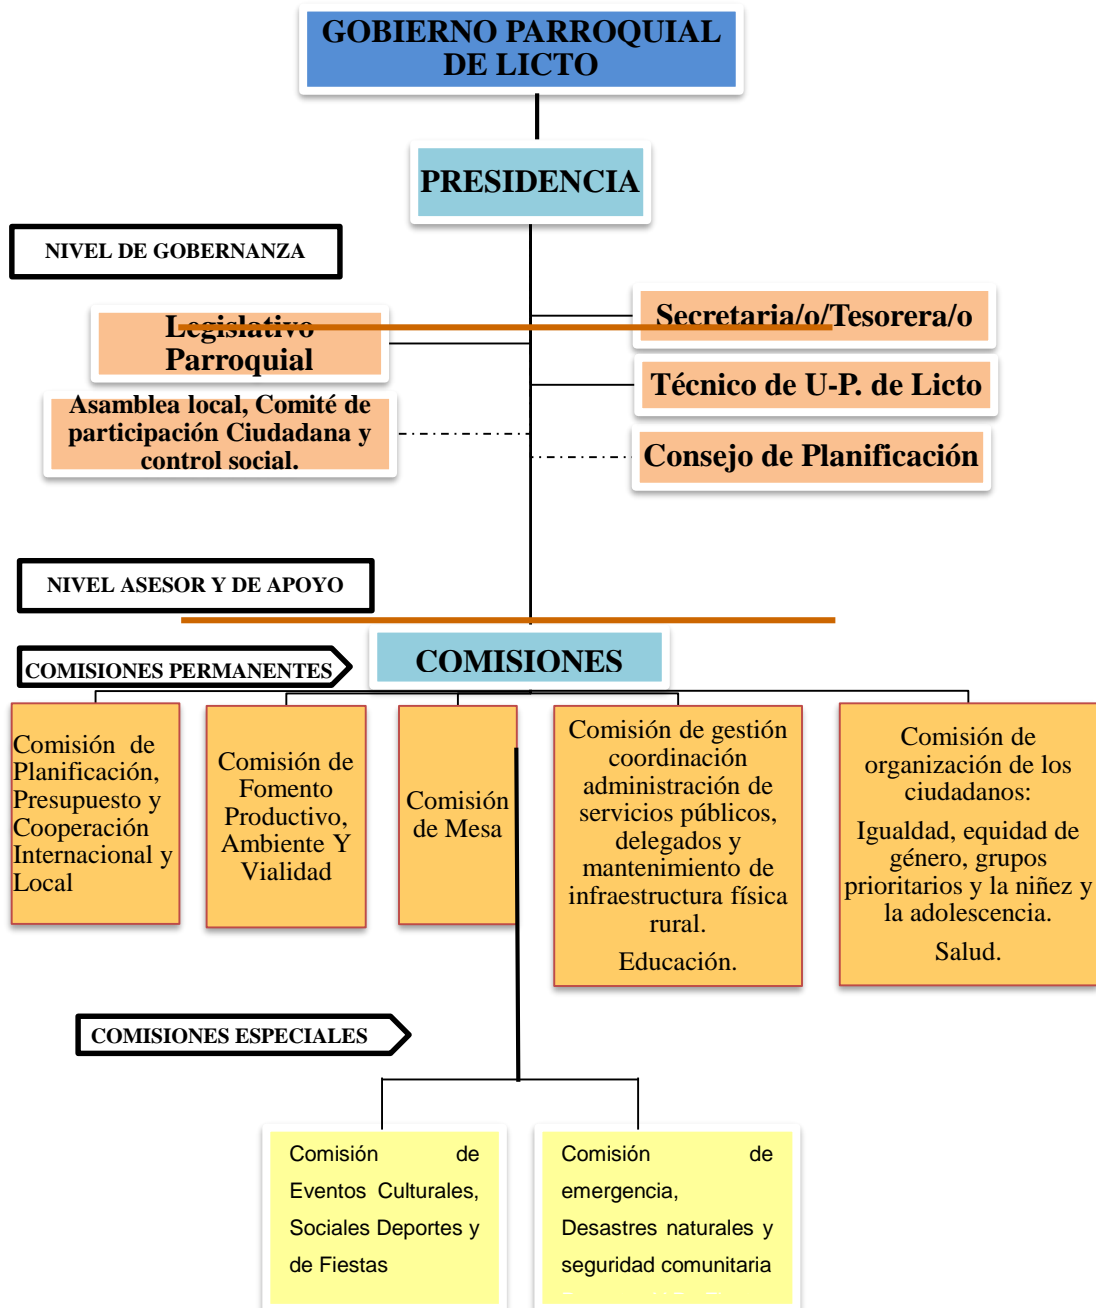 GOBIERNO PARROQUIAL
DE LICTO
PRESIDENCIA
NIVEL DE GOBERNANZA
Legislativo
Parroquial
Secretaria/o/Tesorera/o
Técnico de U-P. de Licto
Asamblea local, Comité de
participación Ciudadana y
control social.
Consejo de Planificación
NIVEL ASESOR Y DE APOYO
COMISIONES
COMISIONES PERMANENTES
Comisión de
Planificación,
Presupuesto y
Cooperación
Internacional y
Local
Comisión de
Fomento
Productivo,
Ambiente Y
Vialidad
Comisión
de Mesa
Comisión de gestión
coordinación
administración de
servicios públicos,
delegados y
mantenimiento de
infraestructura física
rural.
Educación.
Comisión de
organización de los
ciudadanos:
Igualdad, equidad de
género, grupos
prioritarios y la niñez y
la adolescencia.
Salud.
COMISIONES ESPECIALES
Comisión de
Eventos Culturales,
Sociales Deportes y
de Fiestas
Comisión de
emergencia,
Desastres naturales y
seguridad comunitaria